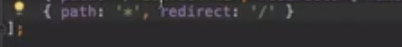 { path: '*', redirect: '/' }
];